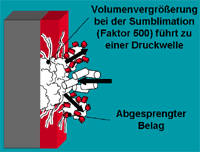 Volumenvergrößerung
bei der Sumblimation
(Faktor 500) führt zu
einer Druckwelle
Abgesprengter
Belag